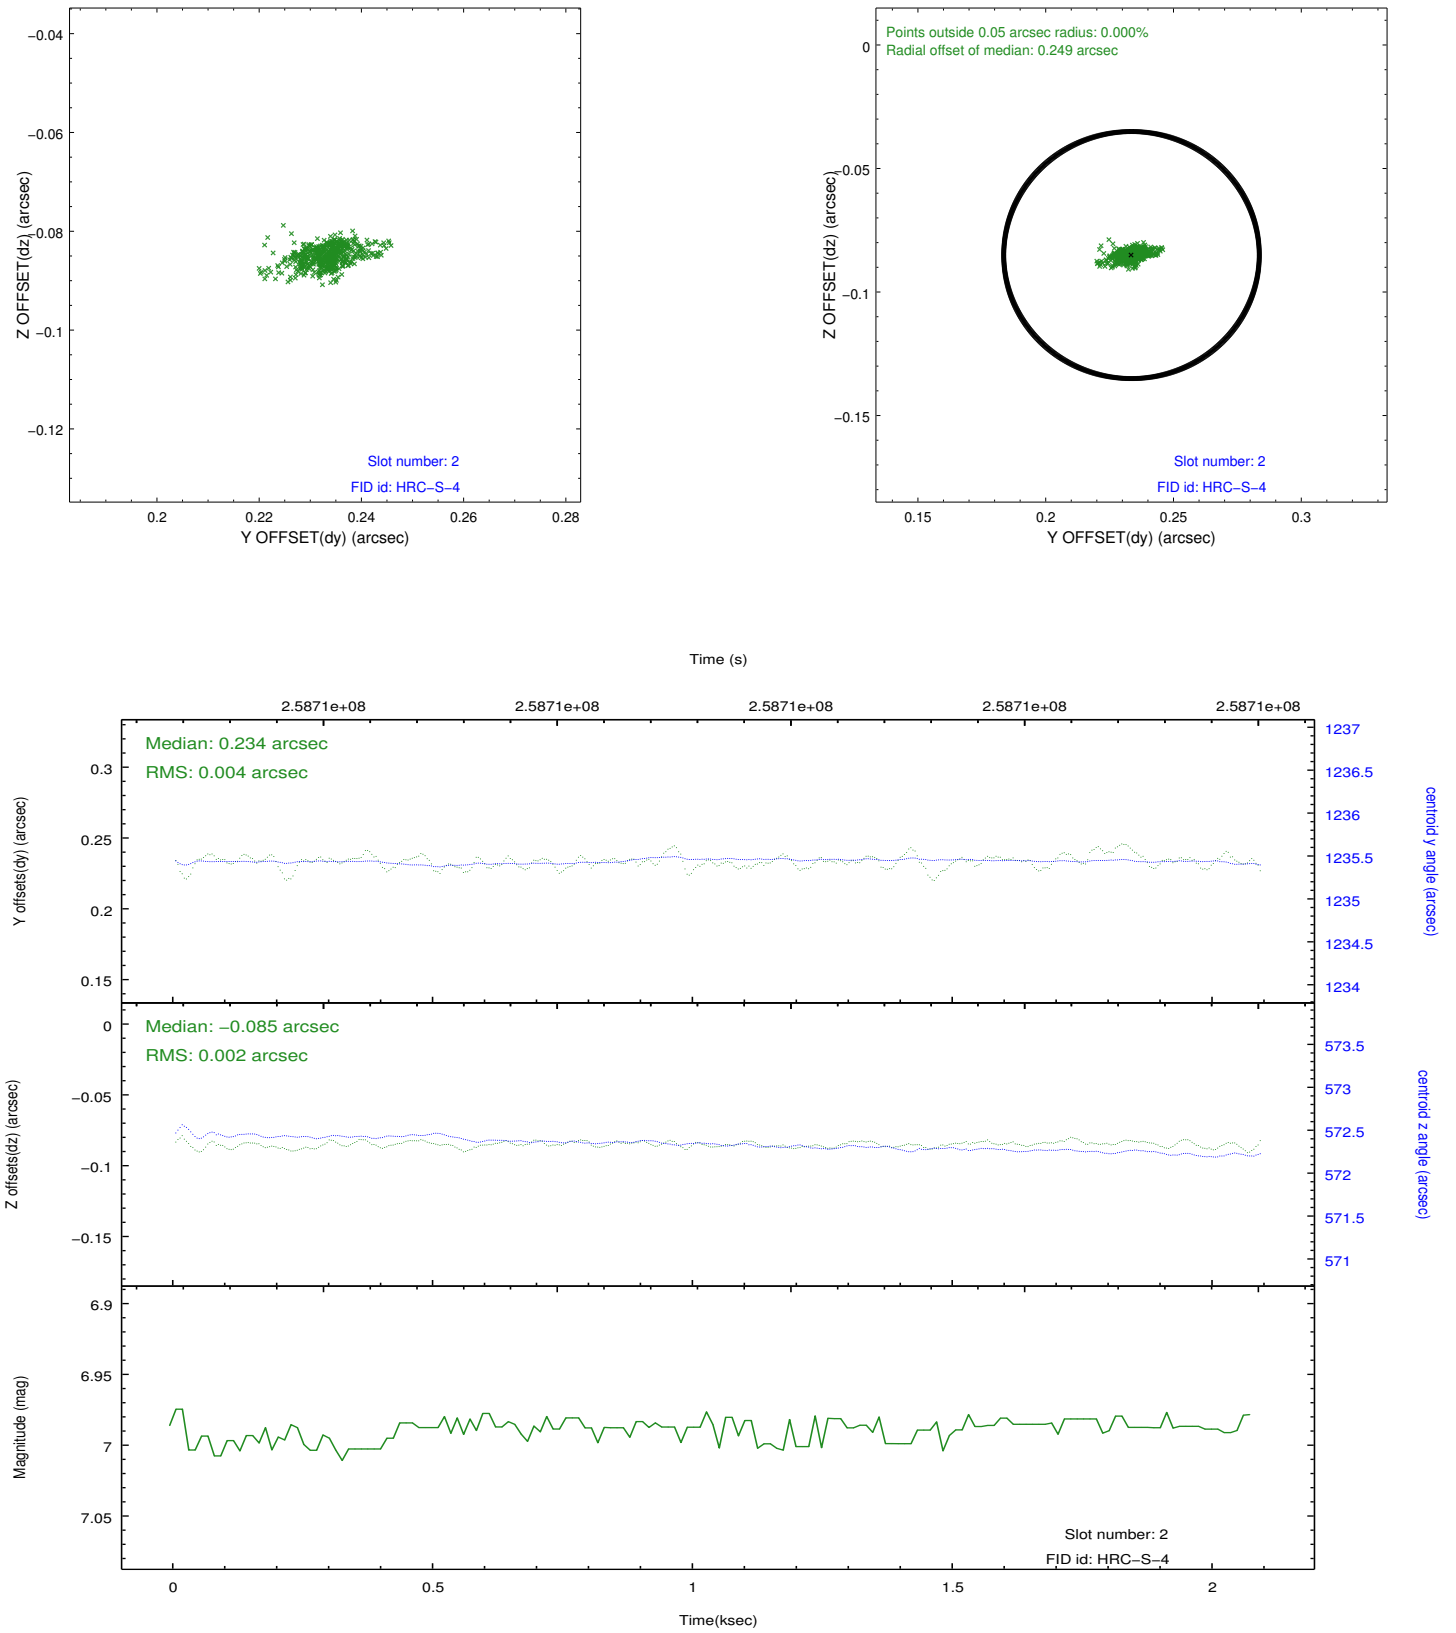 −0.04
−0.06
−0.08
−0.1
−0.12
Z OFFSET(dz) (arcsec)
Slot number: 2
FID id: HRC−S−4
0.2 0.22 0.24 0.26 0.28
Y OFFSET(dy) (arcsec)
Points outside 0.05 arcsec radius: 0.000%
Radial offset of median: 0.249 arcsec
0
−0.05
−0.1
−0.15
Z OFFSET(dz) (arcsec)
Slot number: 2
FID id: HRC−S−4
0.15 0.2 0.25 0.3
Y OFFSET(dy) (arcsec)
Time (s)
2.5871e+08 2.5871e+08 2.5871e+08 2.5871e+08 2.5871e+08
Median: 0.234 arcsec
RMS: 0.004 arcsec
0.3
0.25
0.2
0.15
Y offsets(dy) (arcsec)
1237
1236.5
1236
1235.5
1235
1234.5
1234
centroid y angle (arcsec)
Median: −0.085 arcsec
RMS: 0.002 arcsec
0
−0.05
−0.1
−0.15
Z offsets(dz) (arcsec)
573.5
573
572.5
572
571.5
571
centroid z angle (arcsec)
6.9
6.95
7
7.05
Magnitude (mag)
Slot number: 2
FID id: HRC−S−4
0 0.5 1 1.5 2
Time(ksec)